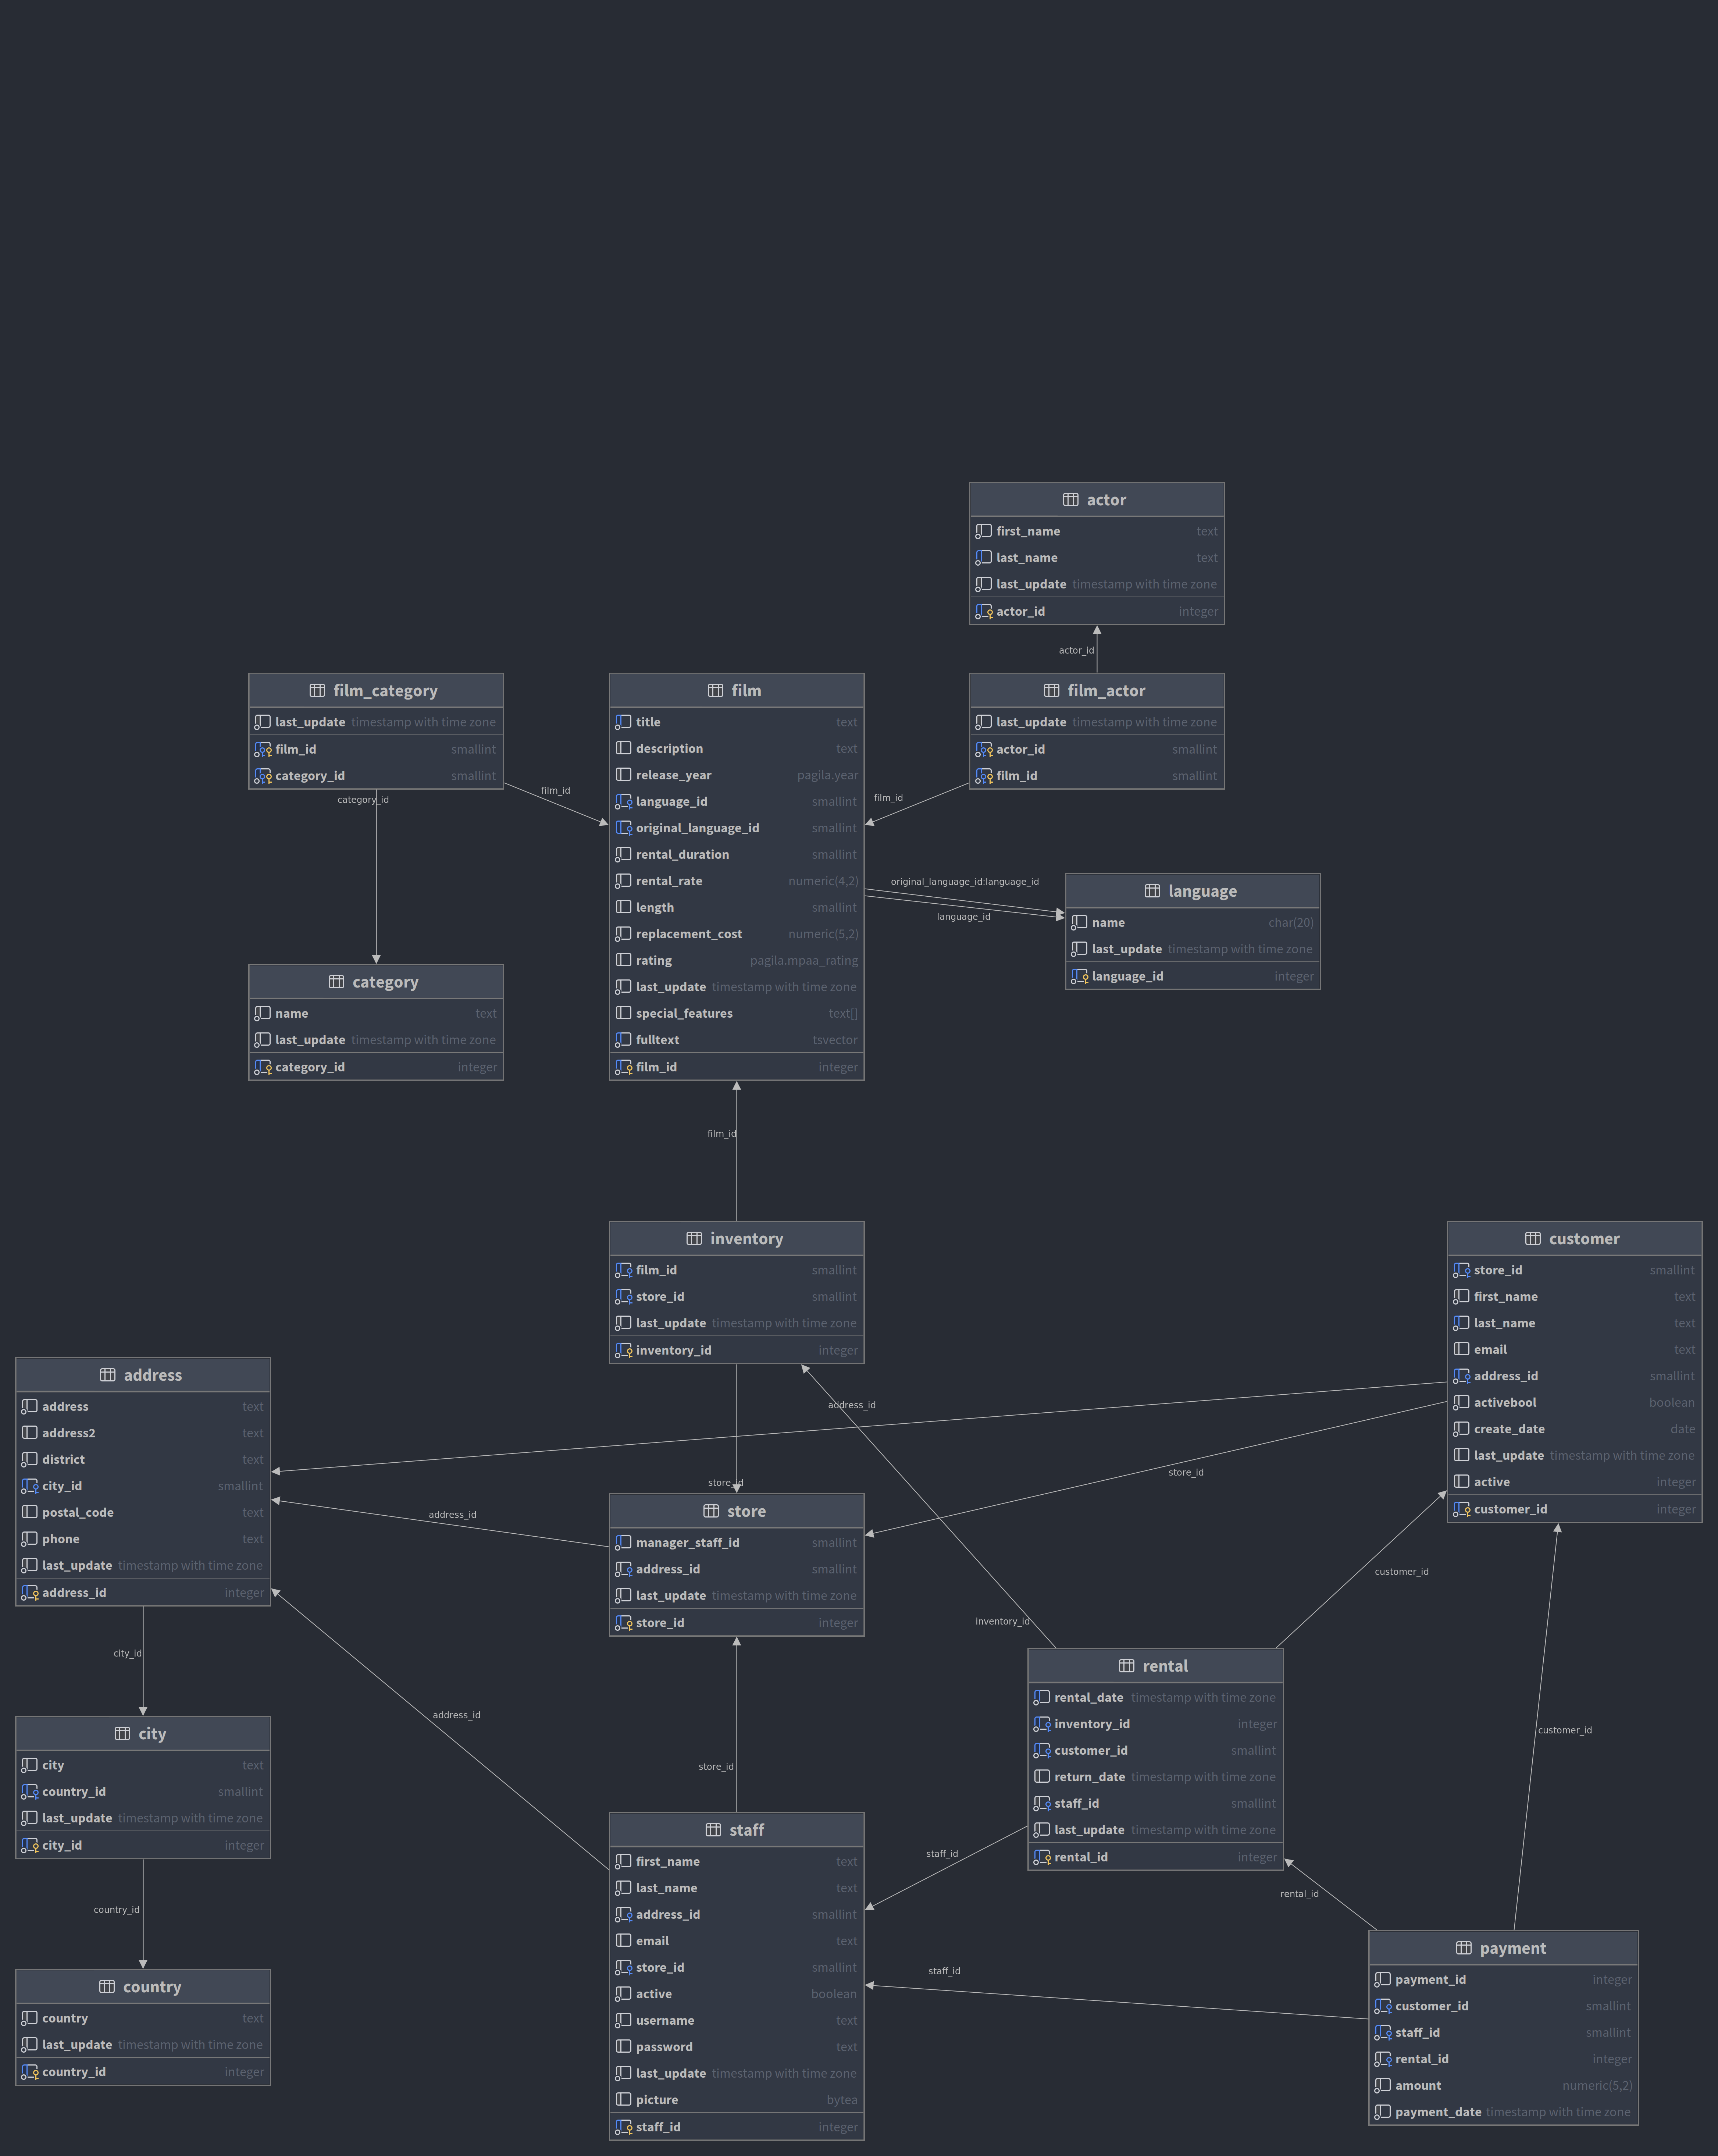 actor
first_name text
last_name text
last_update timestamp with time zone
actor_id integer
actor_id
film_category
last_update timestamp with time zone
film_id smallint
category_id smallint
category_id
film_id
film
title text
description text
release_year pagila.year
language_id smallint
original_language_id smallint
rental_duration smallint
rental_rate numeric(4,2)
length smallint
replacement_cost numeric(5,2)
rating pagila.mpaa_rating
last_update timestamp with time zone
special_features text[]
fulltext tsvector
film_id integer
film_actor
last_update timestamp with time zone
actor_id smallint
film_id smallint
film_id
original_language_id:language_id
language_id
language
name char(20)
last_update timestamp with time zone
language_id integer
category
name text
last_update timestamp with time zone
category_id integer
film_id
inventory
film_id smallint
store_id smallint
last_update timestamp with time zone
inventory_id integer
customer
store_id smallint
first_name text
last_name text
email text
address_id smallint
activebool boolean
create_date date
last_update timestamp with time zone
active integer
customer_id integer
address
address text
address2 text
district text
city_id smallint
postal_code text
phone text
last_update timestamp with time zone
address_id integer
address_id
store_id
store_id
address_id
store
manager_staff_id smallint
address_id smallint
last_update timestamp with time zone
store_id integer
customer_id
inventory_id
city_id
address_id
store_id
customer_id
rental
rental_date timestamp with time zone
inventory_id integer
customer_id smallint
return_date timestamp with time zone
staff_id smallint
last_update timestamp with time zone
rental_id integer
city
city text
country_id smallint
last_update timestamp with time zone
city_id integer
country_id
staff
first_name text
last_name text
address_id smallint
email text
store_id smallint
active boolean
username text
password text
last_update timestamp with time zone
picture bytea
staff_id integer
staff_id
rental_id
staff_id
country
country text
last_update timestamp with time zone
country_id integer
payment
payment_id integer
customer_id smallint
staff_id smallint
rental_id integer
amount numeric(5,2)
payment_date timestamp with time zone